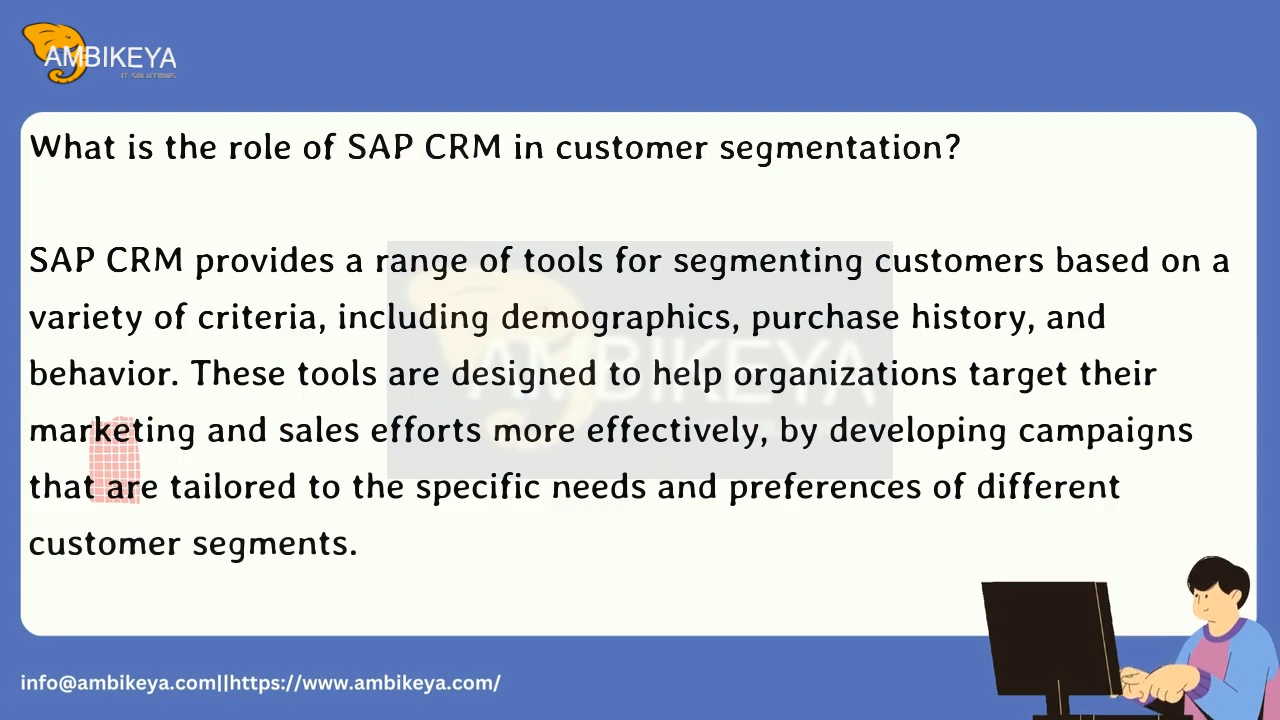 AMBIKEYA
IT SOLUTIONS
What is the role of SAP CRM in customer segmentation?
SAP CRM provides a range of tools for segmenting customers based on a
variety of criteria, including demographics, purchase history, and
behavior. These tools are designed to help organizations target their
AMBIKEYA
marketing and sales efforts more effectively, by developing campaigns
that are tailored to the specific needs and preferences of different
customer segments.
info@ambikeya.com||https://www.ambikeya.com/